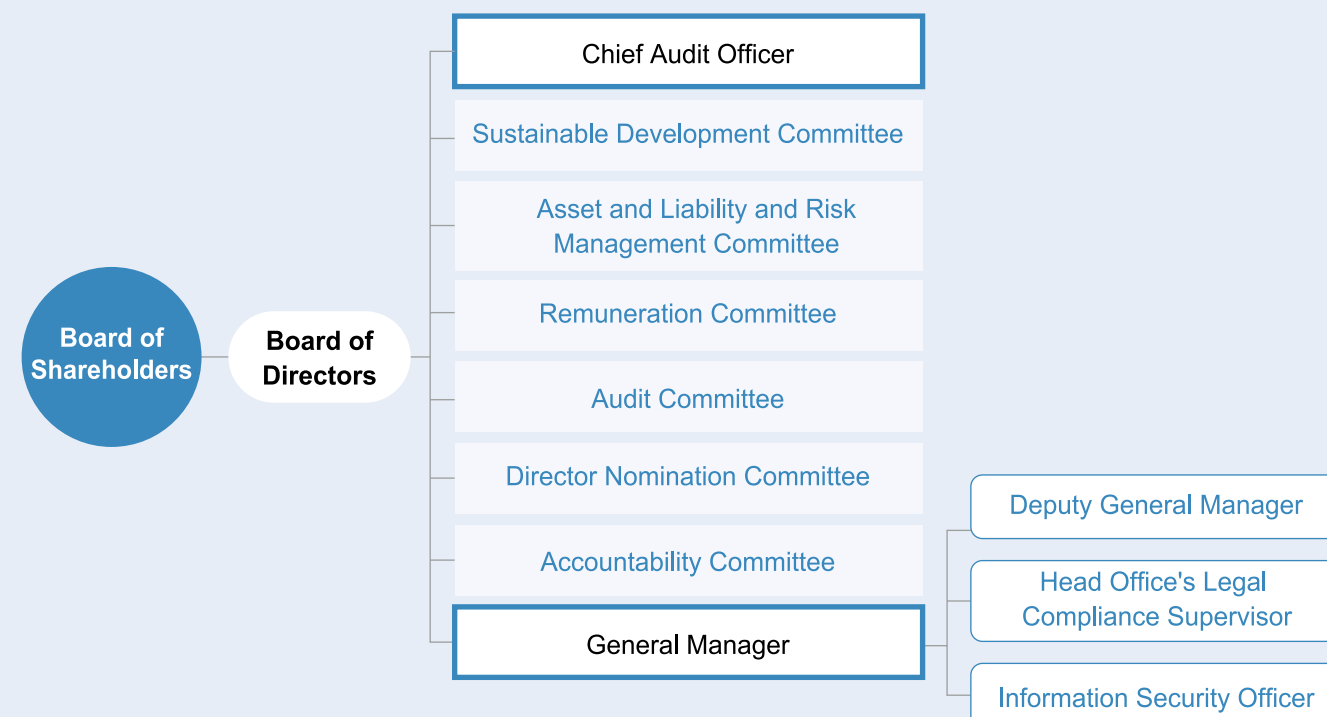 Board of
Shareholders
Board of
Directors
Chief Audit Officer
Sustainable Development Committee
Asset and Liability and Risk
Management Committee
Remuneration Committee
Audit Committee
Director Nomination Committee
Accountability Committee
General Manager
Deputy General Manager
Head Office's Legal
Compliance Supervisor
Information Security Officer